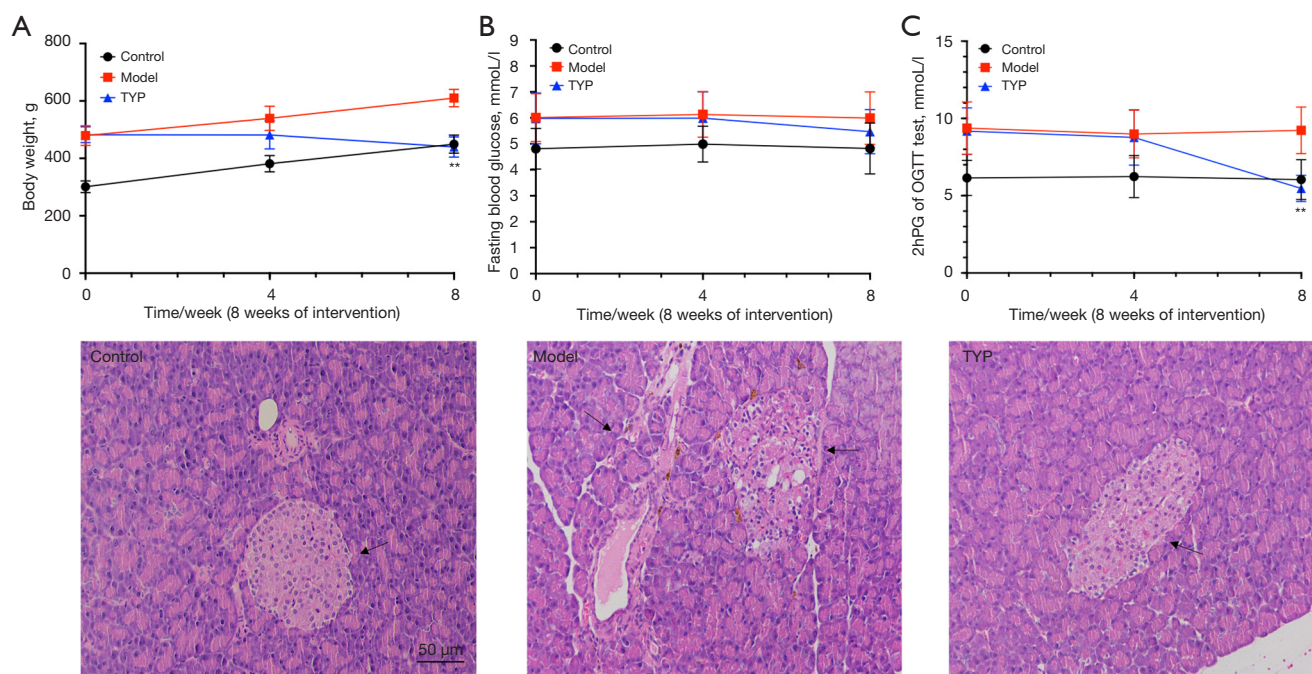 A
800
600
400
200
0
Body weight, g
Control
Model
TYP
**
0
4
8
Time/week (8 weeks of intervention)
B
9
8
7
6
5
4
3
2
1
0
Fasting blood glucose, mmoL/l
Control
Model
TYP
0
4
8
Time/week (8 weeks of intervention)
C
15
10
5
0
2hPG of OGTT test, mmoL/l
Control
Model
TYP
**
0
4
8
Time/week (8 weeks of intervention)
Control
50 μm
Model
TYP